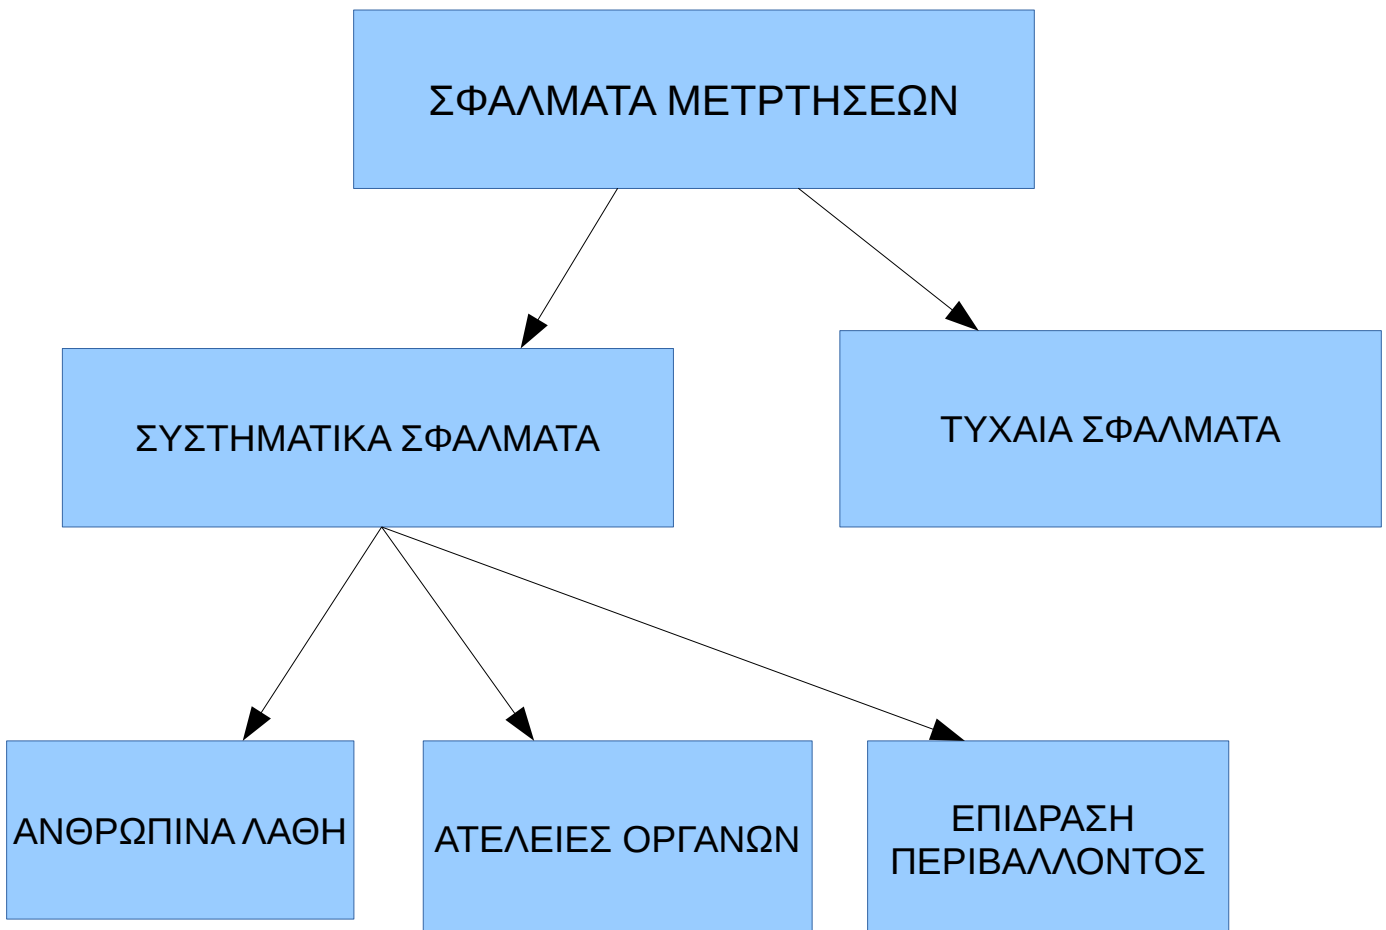 ΣΦΑΛΜΑΤΑ ΜΕΤΡΤΗΣΕΩΝ
ΣΥΣΤΗΜΑΤΙΚΑ ΣΦΑΛΜΑΤΑ
ΤΥΧΑΙΑ ΣΦΑΛΜΑΤΑ
ΑΝΘΡΩΠΙΝΑ ΛΑΘΗ
ΑΤΕΛΕΙΕΣ ΟΡΓΑΝΩΝ
ΕΠΙΔΡΑΣΗ
ΠΕΡΙΒΑΛΛΟΝΤΟΣ